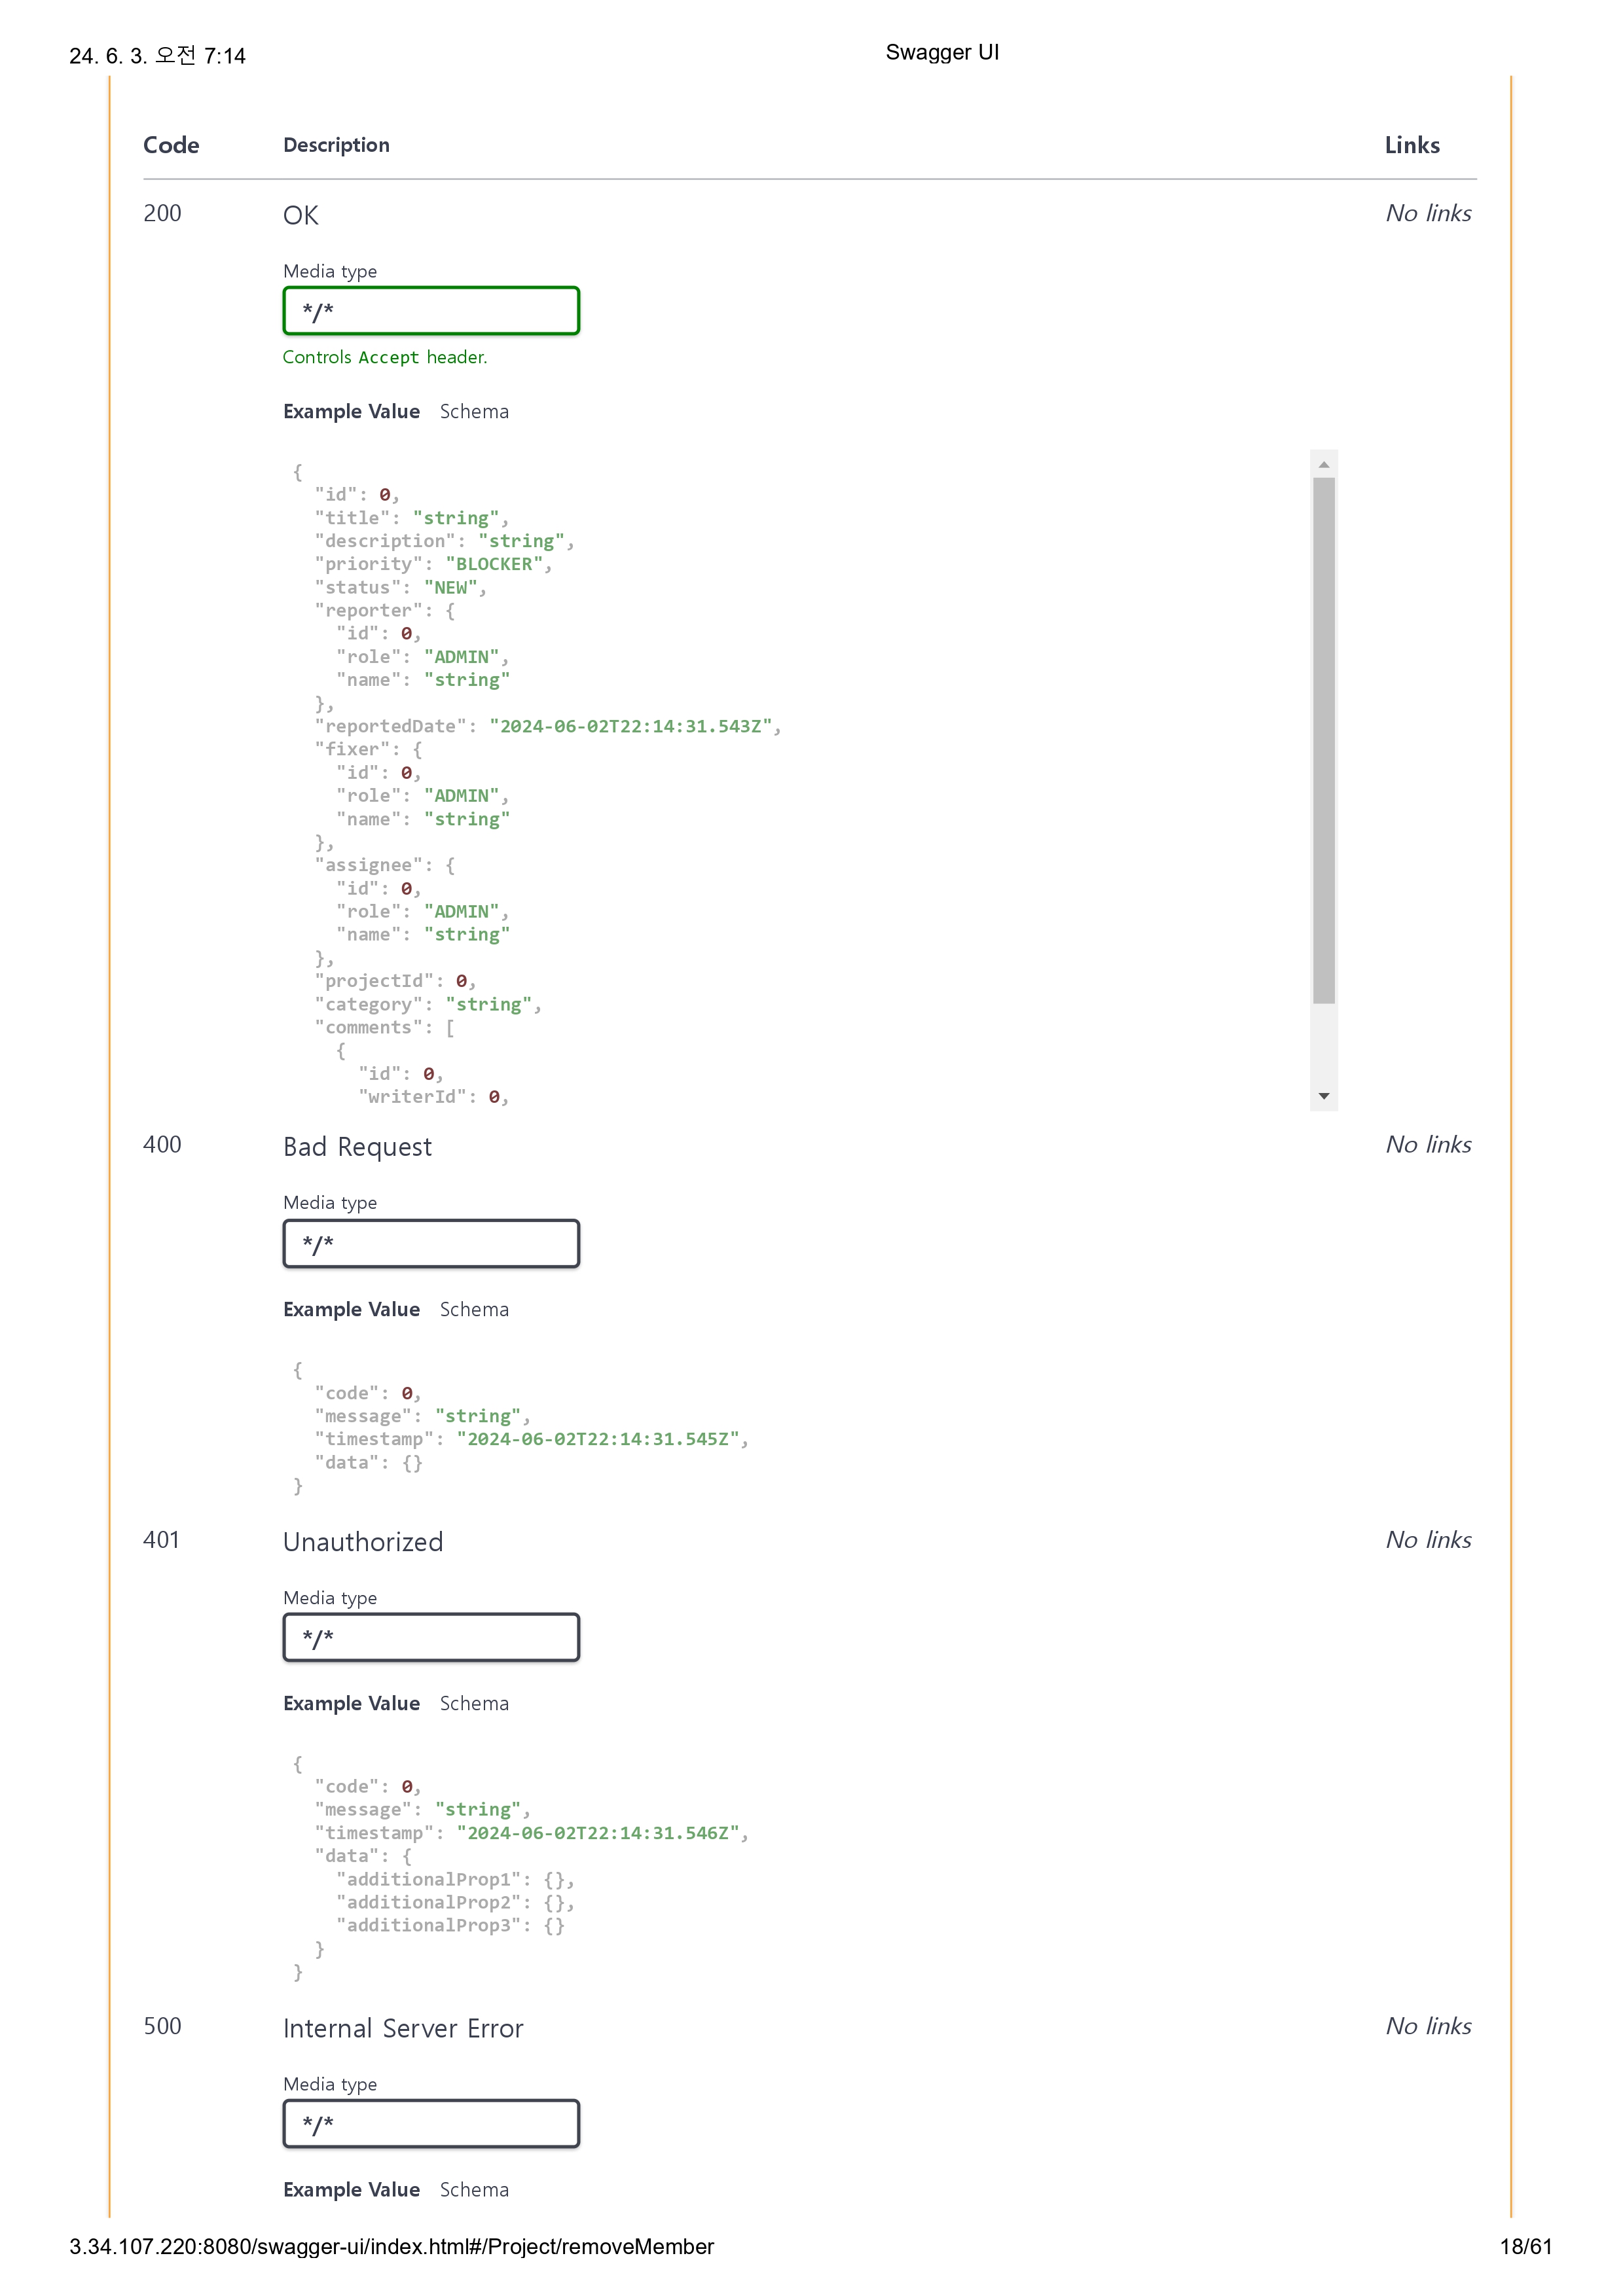 24. 6. 3. 오전 7:14
Swagger UI
Code Description Links
200 OK No links
Media type
*/*
Controls Accept header.
Example Value Schema
{
"id": 0,
"title": "string",
"description": "string",
"priority": "BLOCKER",
"status": "NEW",
"reporter": {
"id": 0,
"role": "ADMIN",
"name": "string"
},
"reportedDate": "2024-06-02T22:14:31.543Z",
"fixer": {
"id": 0,
"role": "ADMIN",
"name": "string"
},
"assignee": {
"id": 0,
"role": "ADMIN",
"name": "string"
},
"projectId": 0,
"category": "string",
"comments": [
{
"id": 0,
"writerId": 0,
400 Bad Request No links
Media type
*/*
Example Value Schema
{
"code": 0,
"message": "string",
"timestamp": "2024-06-02T22:14:31.545Z",
"data": {}
}
401 Unauthorized No links
Media type
*/*
Example Value Schema
{
"code": 0,
"message": "string",
"timestamp": "2024-06-02T22:14:31.546Z",
"data": {
"additionalProp1": {},
"additionalProp2": {},
"additionalProp3": {}
}
}
500 Internal Server Error No links
Media type
*/*
Example Value Schema
3.34.107.220:8080/swagger-ui/index.html#/Project/removeMember
18/61